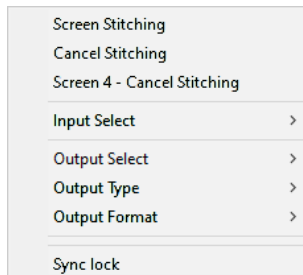 Screen Stitching
Cancel Stitching
Screen 4 - Cancel Stitching
Input Select
Output Select
Output Type
Output Format
Sync lock